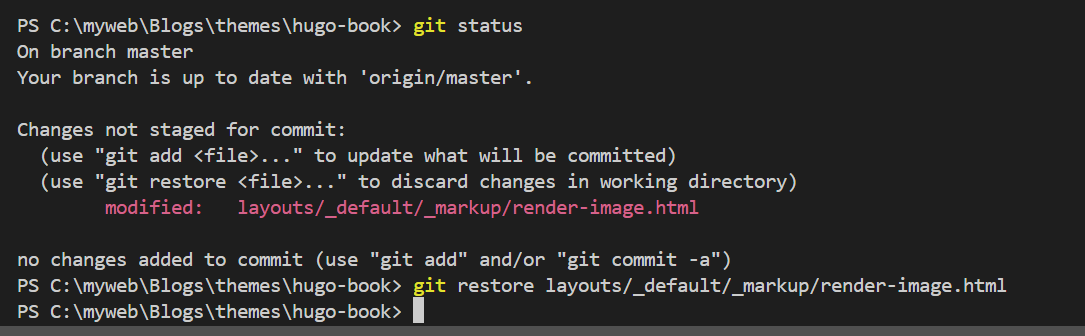 PS C:\myweb\Blogs\themes\hugo-book> git status
On branch master
Your branch is up to date with 'origin/master'.
Changes not staged for commit:
(use "git add <file>..." to update what will be committed)
(use "git restore <file>..." to discard changes in working directory)
modified: layouts/_default/_markup/render-image.html
no changes added to commit (use "git add" and/or "git commit -a")
PS C:\myweb\Blogs\themes\hugo-book> git restore layouts/_default/_markup/render-image.html
PS C:\myweb\Blogs\themes\hugo-book>